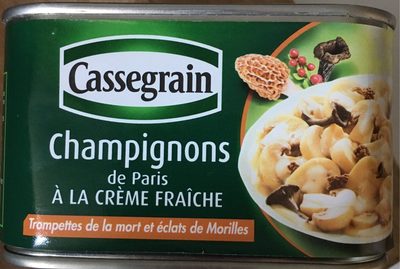 Cassegrain
Champignons
de Paris
À LA CRÈME FRAÎCHE
Trompettes de la mort et éclats de Morilles